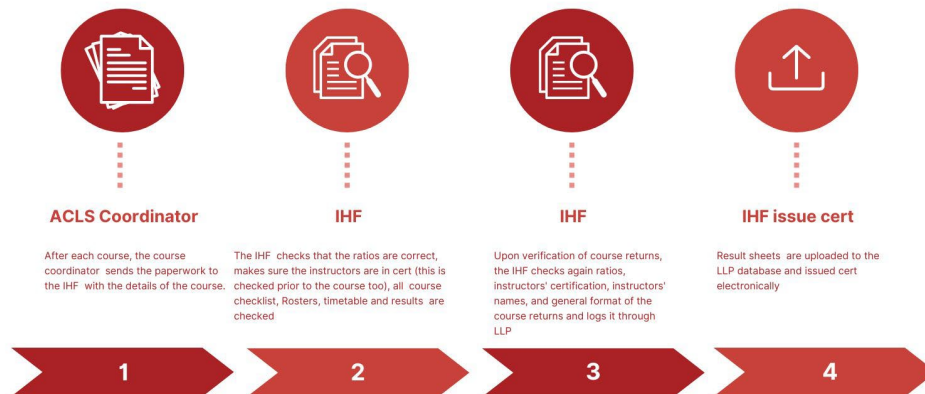 ACLS Coordinator
After each course, the course
coordinator sends the paperwork to
the IHF with the details of the course.
IHF
The IHF checks that the ratios are correct,
makes sure the instructors are in cert (this is
checked prior to the course too), all course
checklist, Rosters, timetable and results are
checked
IHF
Upon verification of course returns,
the IHF checks again ratios,
instructors' certification, instructors'
names, and general format of the
course returns and logs it through
LLP
IHF issue cert
Result sheets are uploaded to the
LLP database and issued cert
electronically
1
2
3
4